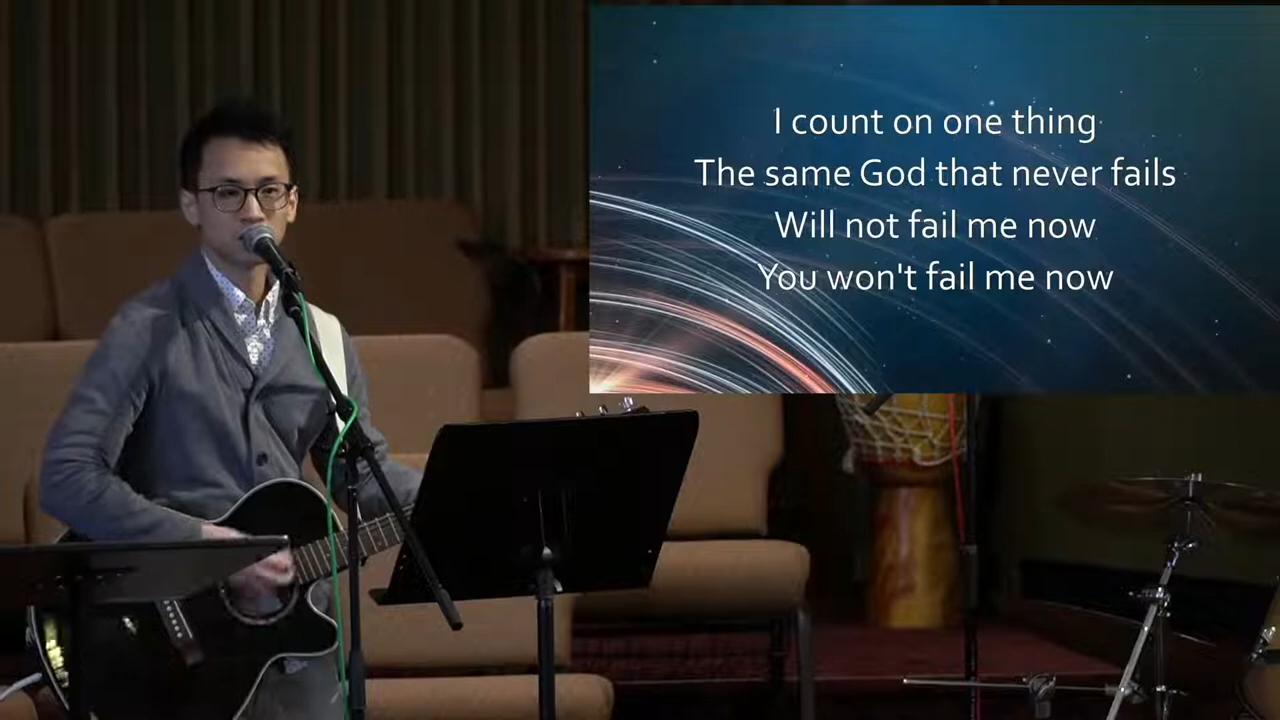 I count on one thing
The same God that never fails
Will not fail me now
You won't fail me now